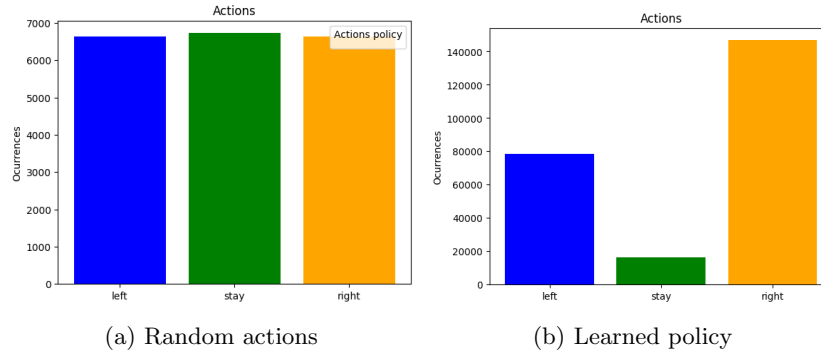 Actions
Actions policy
7000
6000
5000
4000
3000
2000
1000
0
Ocurrences
left stay right
(a) Random actions
Actions
140000
120000
100000
80000
60000
40000
20000
0
Ocurrences
left stay right
(b) Learned policy